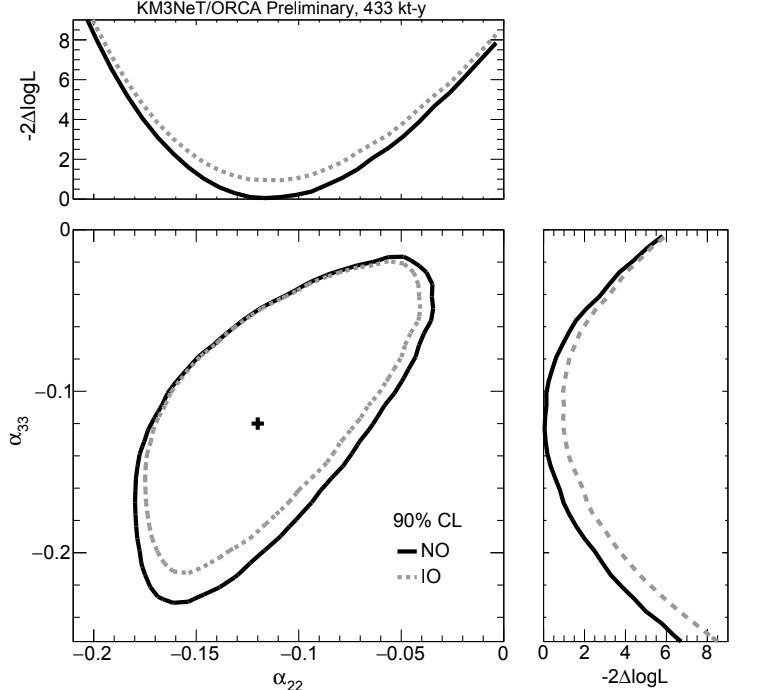 KM3NeT/ORCA Preliminary, 433 kt-y
8
6
4
2
0
-2ΔlogL
0
−0.1
−0.2
α33
90% CL
NO
IO
−0.2 −0.15 −0.1 −0.05 0
α22
0 2 4 6 8
-2ΔlogL